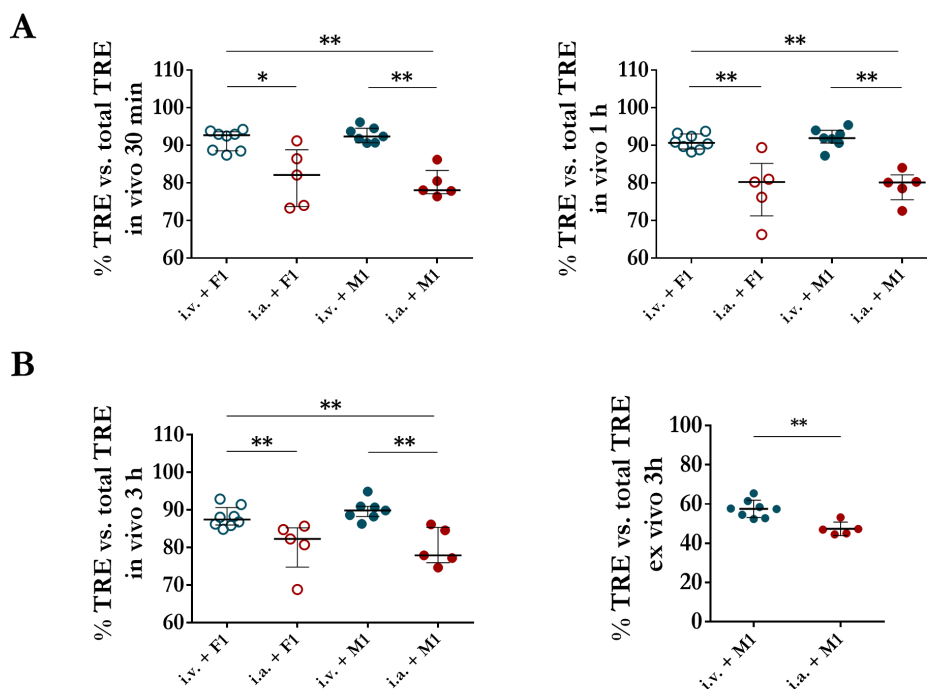 A
% TRE vs. total TRE
in vivo 30 min
110
100
90
80
70
60
**
*
**
i.v. + F1
i.a. + F1
i.v. + M1
i.a. + M1
% TRE vs. total TRE
in vivo 1 h
110
100
90
80
70
60
**
**
**
i.v. + F1
i.a. + F1
i.v. + M1
i.a. + M1
B
% TRE vs. total TRE
in vivo 3 h
110
100
90
80
70
60
**
**
**
i.v. + F1
i.a. + F1
i.v. + M1
i.a. + M1
% TRE vs. total TRE
ex vivo 3h
100
80
60
40
20
0
**
i.v. + M1
i.a. + M1